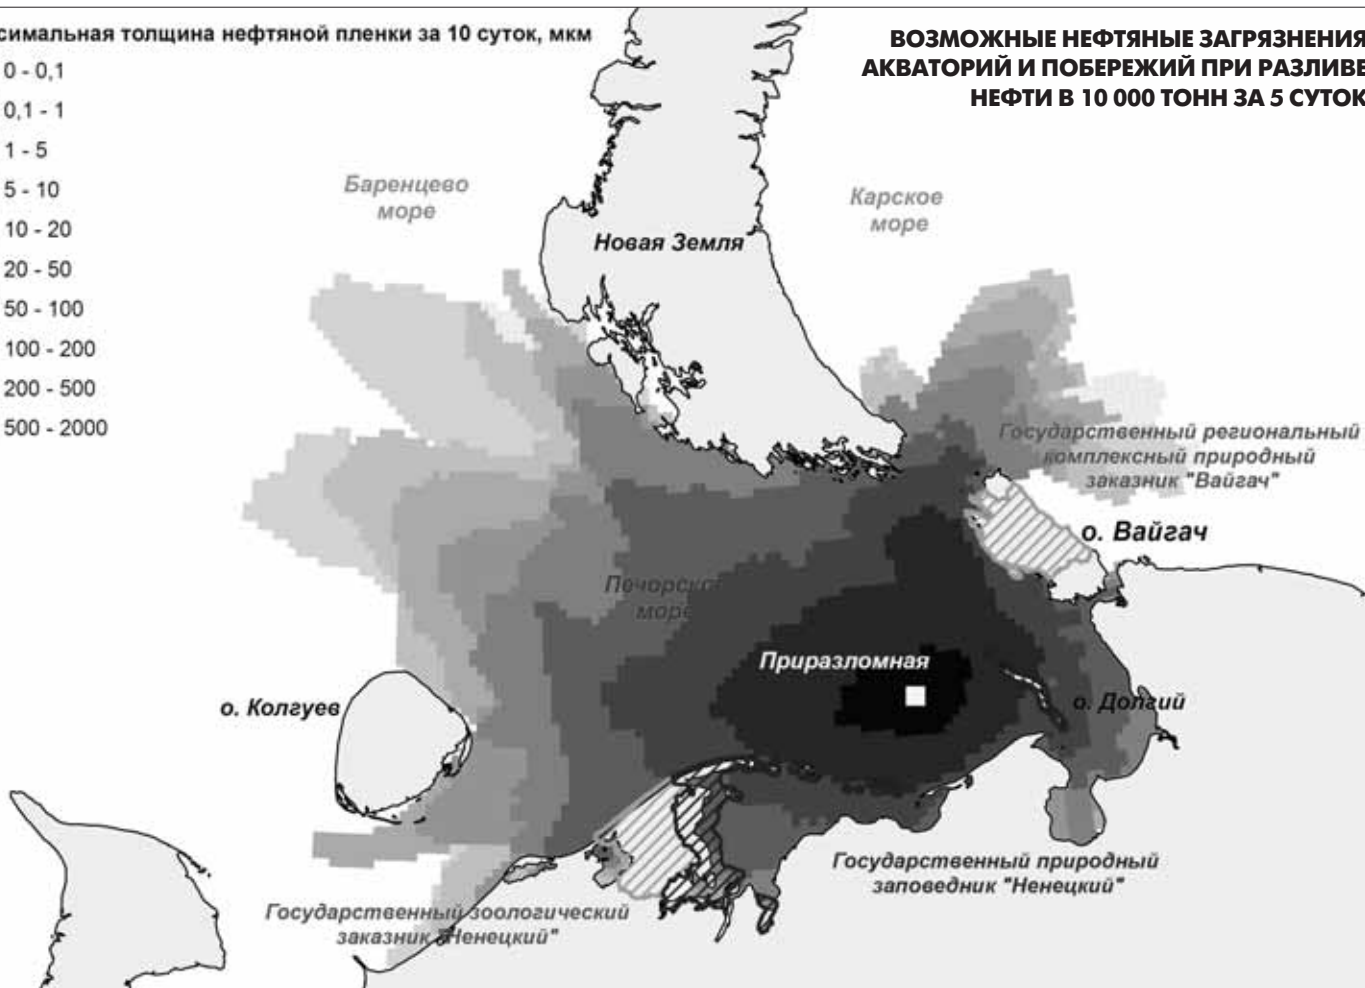 симальная толщина нефтяной пленки за 10 суток, мкм
0 - 0,1
0,1 - 1
1 - 5
5 - 10
10 - 20
20 - 50
50 - 100
100 - 200
200 - 500
500 - 2000
ВОЗМОЖНЫЕ НЕФТЯНЫЕ ЗАГРЯЗНЕНИЯ
АКВАТОРИЙ И ПОБЕРЕЖИЙ ПРИ РАЗЛИВЕ
НЕФТИ В 10 000 ТОНН ЗА 5 СУТОК
Баренцево
море
Карское
море
Новая Земля
Государственный региональный
комплексный природный
заказник "Вайгач"
о. Вайгач
Печорское
море
Приразломная
о. Колгуев
о. Долгий
Государственный природный
заповедник "Ненецкий"
Государственный зоологический
заказник "Ненецкий"